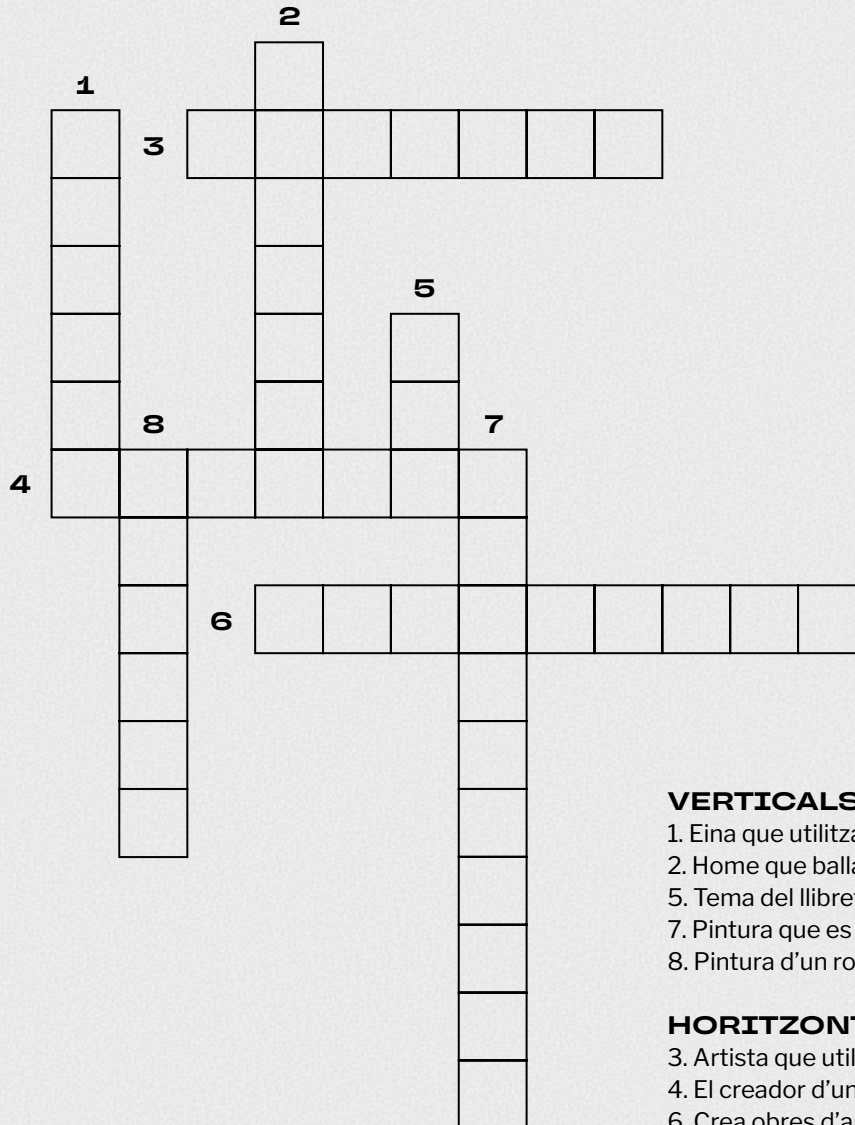 2
1
3
5
8
7
4
6
VERTICALS
1. Eina que utilitza
2. Home que balla
5. Tema del llibre
7. Pintura que es
8. Pintura d'un ro
HORITZON
3. Artista que util
4. El creador d'un
6. Crea obres d'a